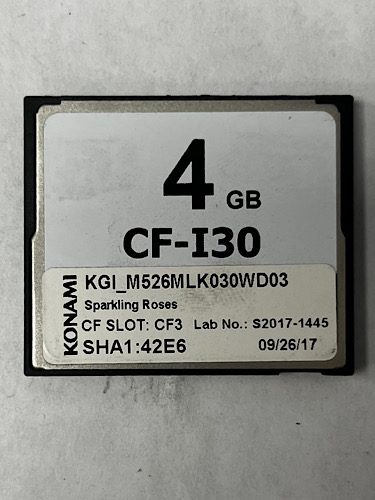 4 GB
CF-I30
KONAMI
KGI_M526MLK030WD03
Sparkling Roses
CF SLOT: CF3 Lab No.: S2017-1445
SHA1:42E6 09/26/17